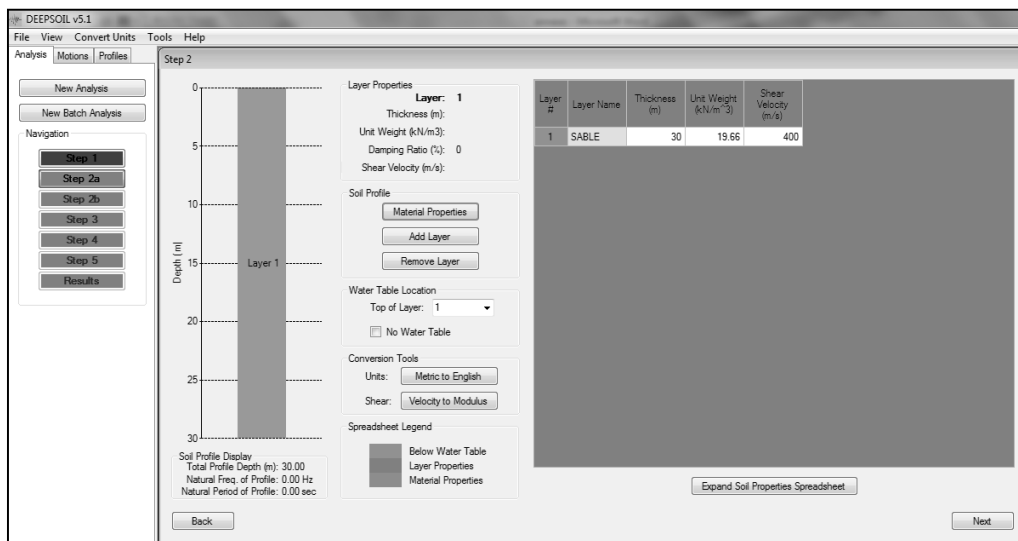 DEEPSOIL v5.1
File View Convert Units Tools Help
Analysis Motions Profiles
New Analysis
New Batch Analysis
Navigation
Step 1
Step 2a
Step 2b
Step 3
Step 4
Step 5
Results
Step 2
Depth [m]
0
5
10
15
20
25
30
Layer 1
Soil Profile Display
Total Profile Depth (m): 30.00
Natural Freq. of Profile: 0.00 Hz
Natural Period of Profile: 0.00 sec
Layer Properties
Layer: 1
Thickness (m):
Unit Weight (kN/m3):
Damping Ratio (%): 0
Shear Velocity (m/s):
Soil Profile
Material Properties
Add Layer
Remove Layer
Water Table Location
Top of Layer: 1
No Water Table
Conversion Tools
Units: Metric to English
Shear: Velocity to Modulus
Spreadsheet Legend
Below Water Table
Layer Properties
Material Properties
Layer # Layer Name Thickness (m) Unit Weight (kN/m^3) Shear Velocity (m/s)
1 SABLE 30 19.66 400
Expand Soil Properties Spreadsheet
Back
Next